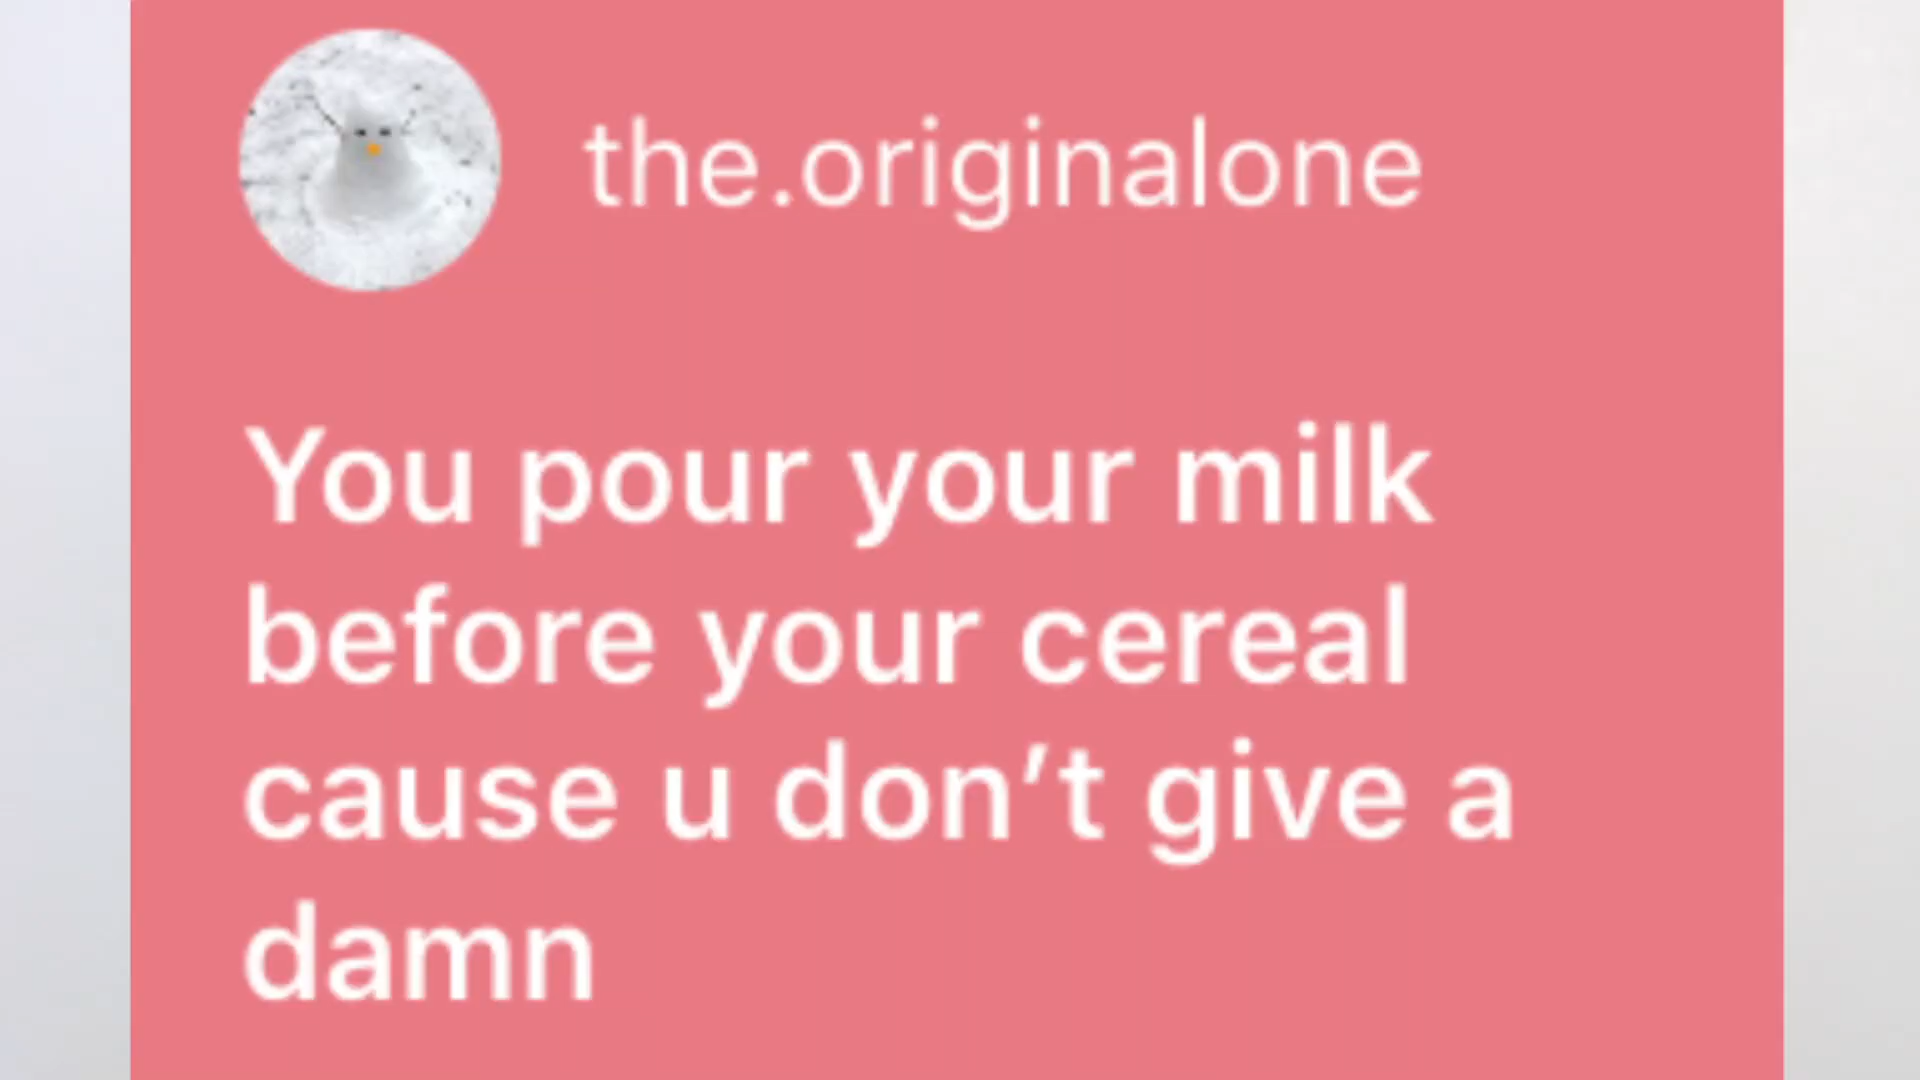 the.originalone
You pour your milk
before your cereal
cause u don’t give a
damn